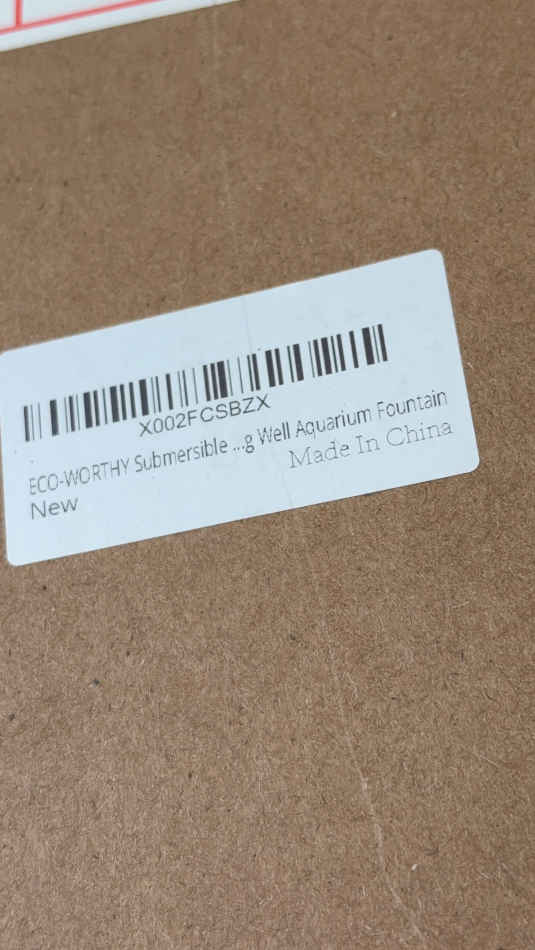 X002FCSBZX
ECO-WORTHY Submersible ...g Well Aquarium Fountain
New
Made In China